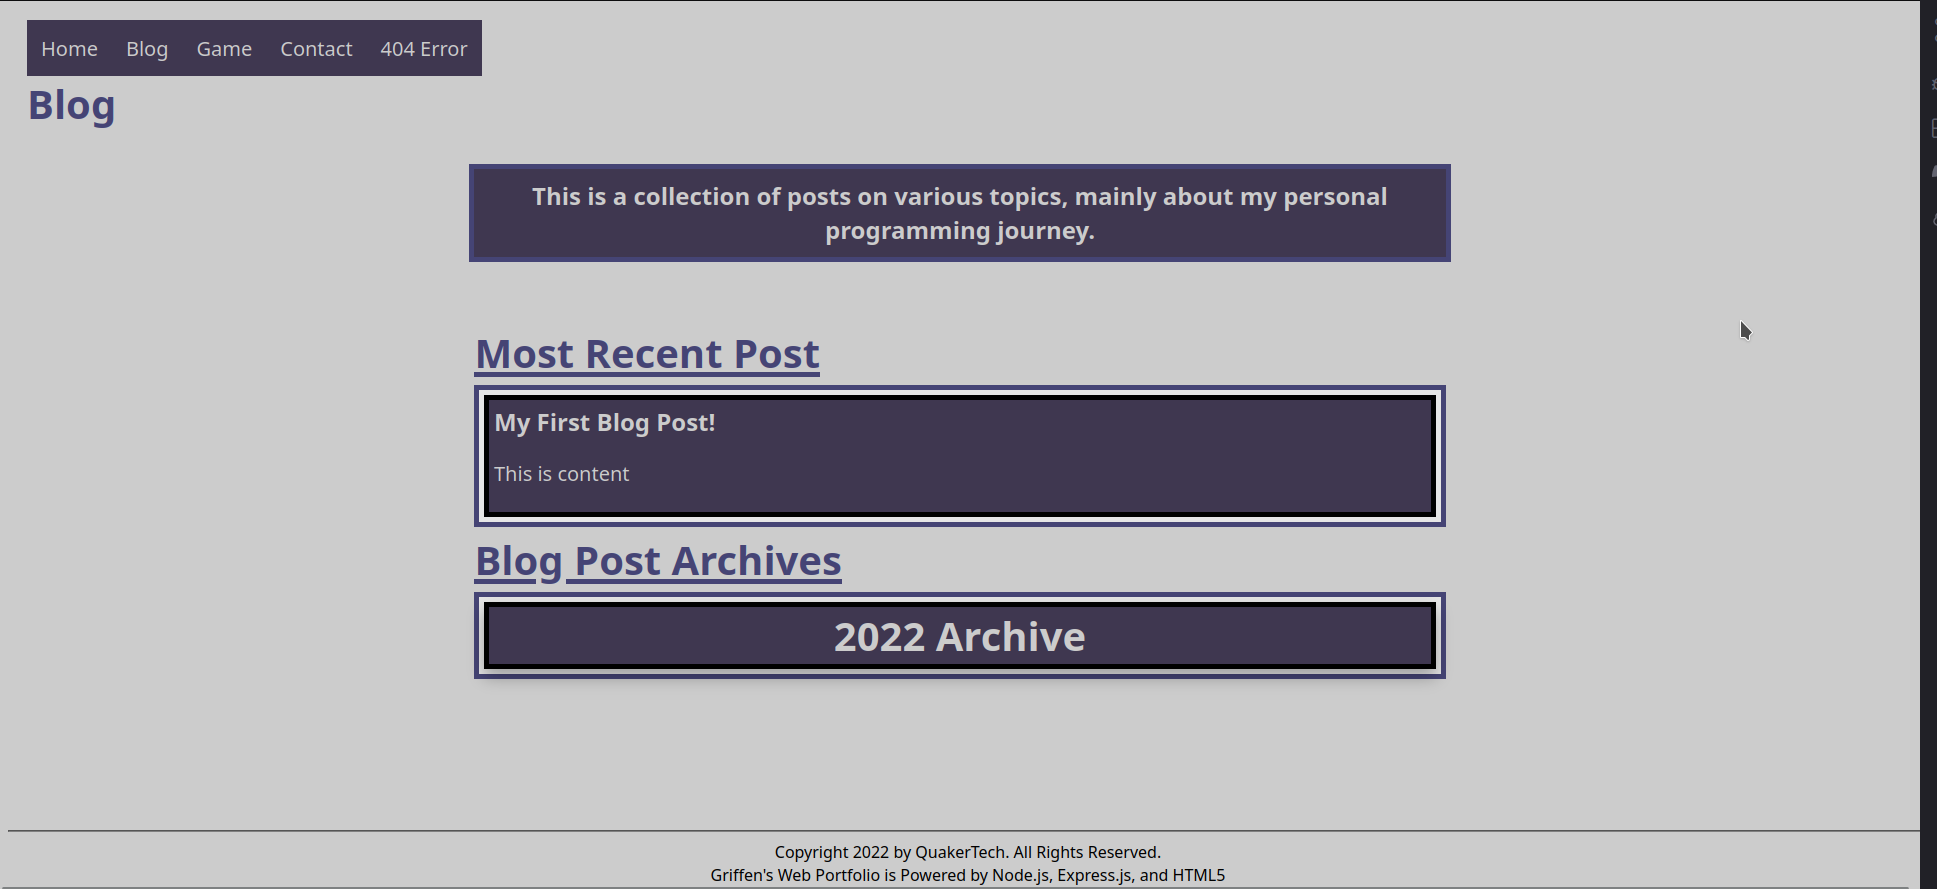 Home Blog Game Contact 404 Error
Blog
This is a collection of posts on various topics, mainly about my personal
programming journey.
Most Recent Post
My First Blog Post!
This is content
Blog Post Archives
2022 Archive
Copyright 2022 by QuakerTech. All Rights Reserved.
Griffen's Web Portfolio is Powered by Node.js, Express.js, and HTML5